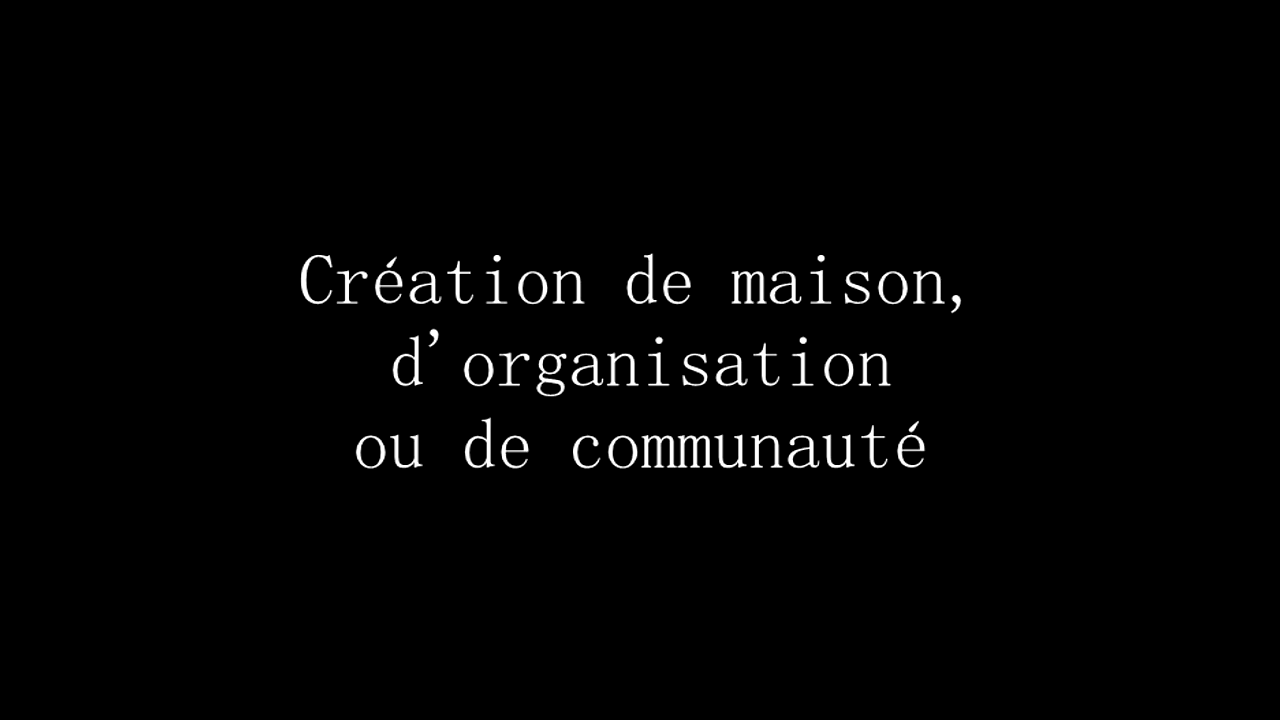 Création de maison,
d'organisation
ou de communauté